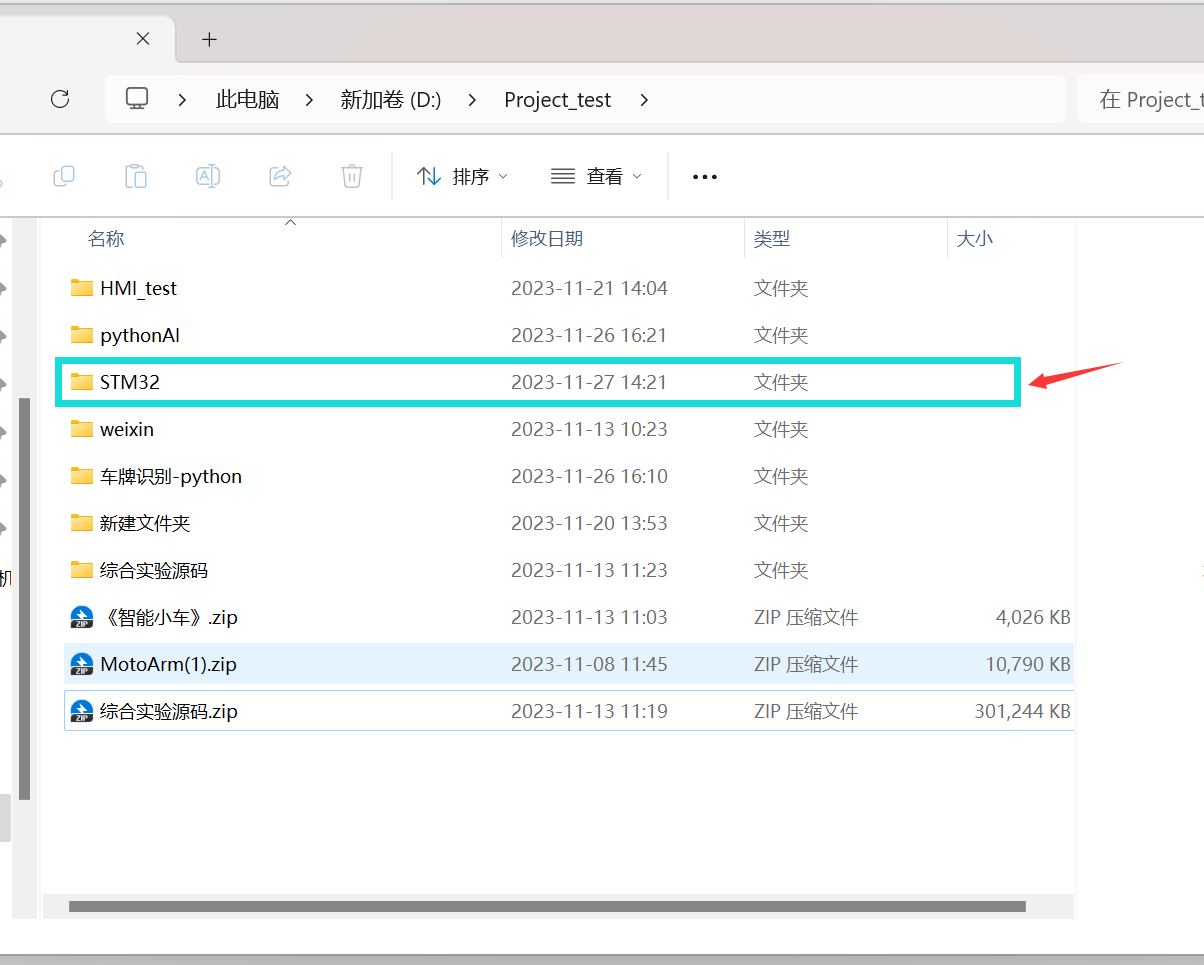 此电脑 新加卷 (D:) Project_test
在 Project_t
排序 查看
名称 修改日期 类型 大小
HMI_test 2023-11-21 14:04 文件夹
pythonAI 2023-11-26 16:21 文件夹
STM32 2023-11-27 14:21 文件夹
weixin 2023-11-13 10:23 文件夹
车牌识别-python 2023-11-26 16:10 文件夹
新建文件夹 2023-11-20 13:53 文件夹
综合实验源码 2023-11-13 11:23 文件夹
机
《智能小车》.zip 2023-11-13 11:03 ZIP 压缩文件 4,026 KB
MotoArm(1).zip 2023-11-08 11:45 ZIP 压缩文件 10,790 KB
综合实验源码.zip 2023-11-13 11:19 ZIP 压缩文件 301,244 KB